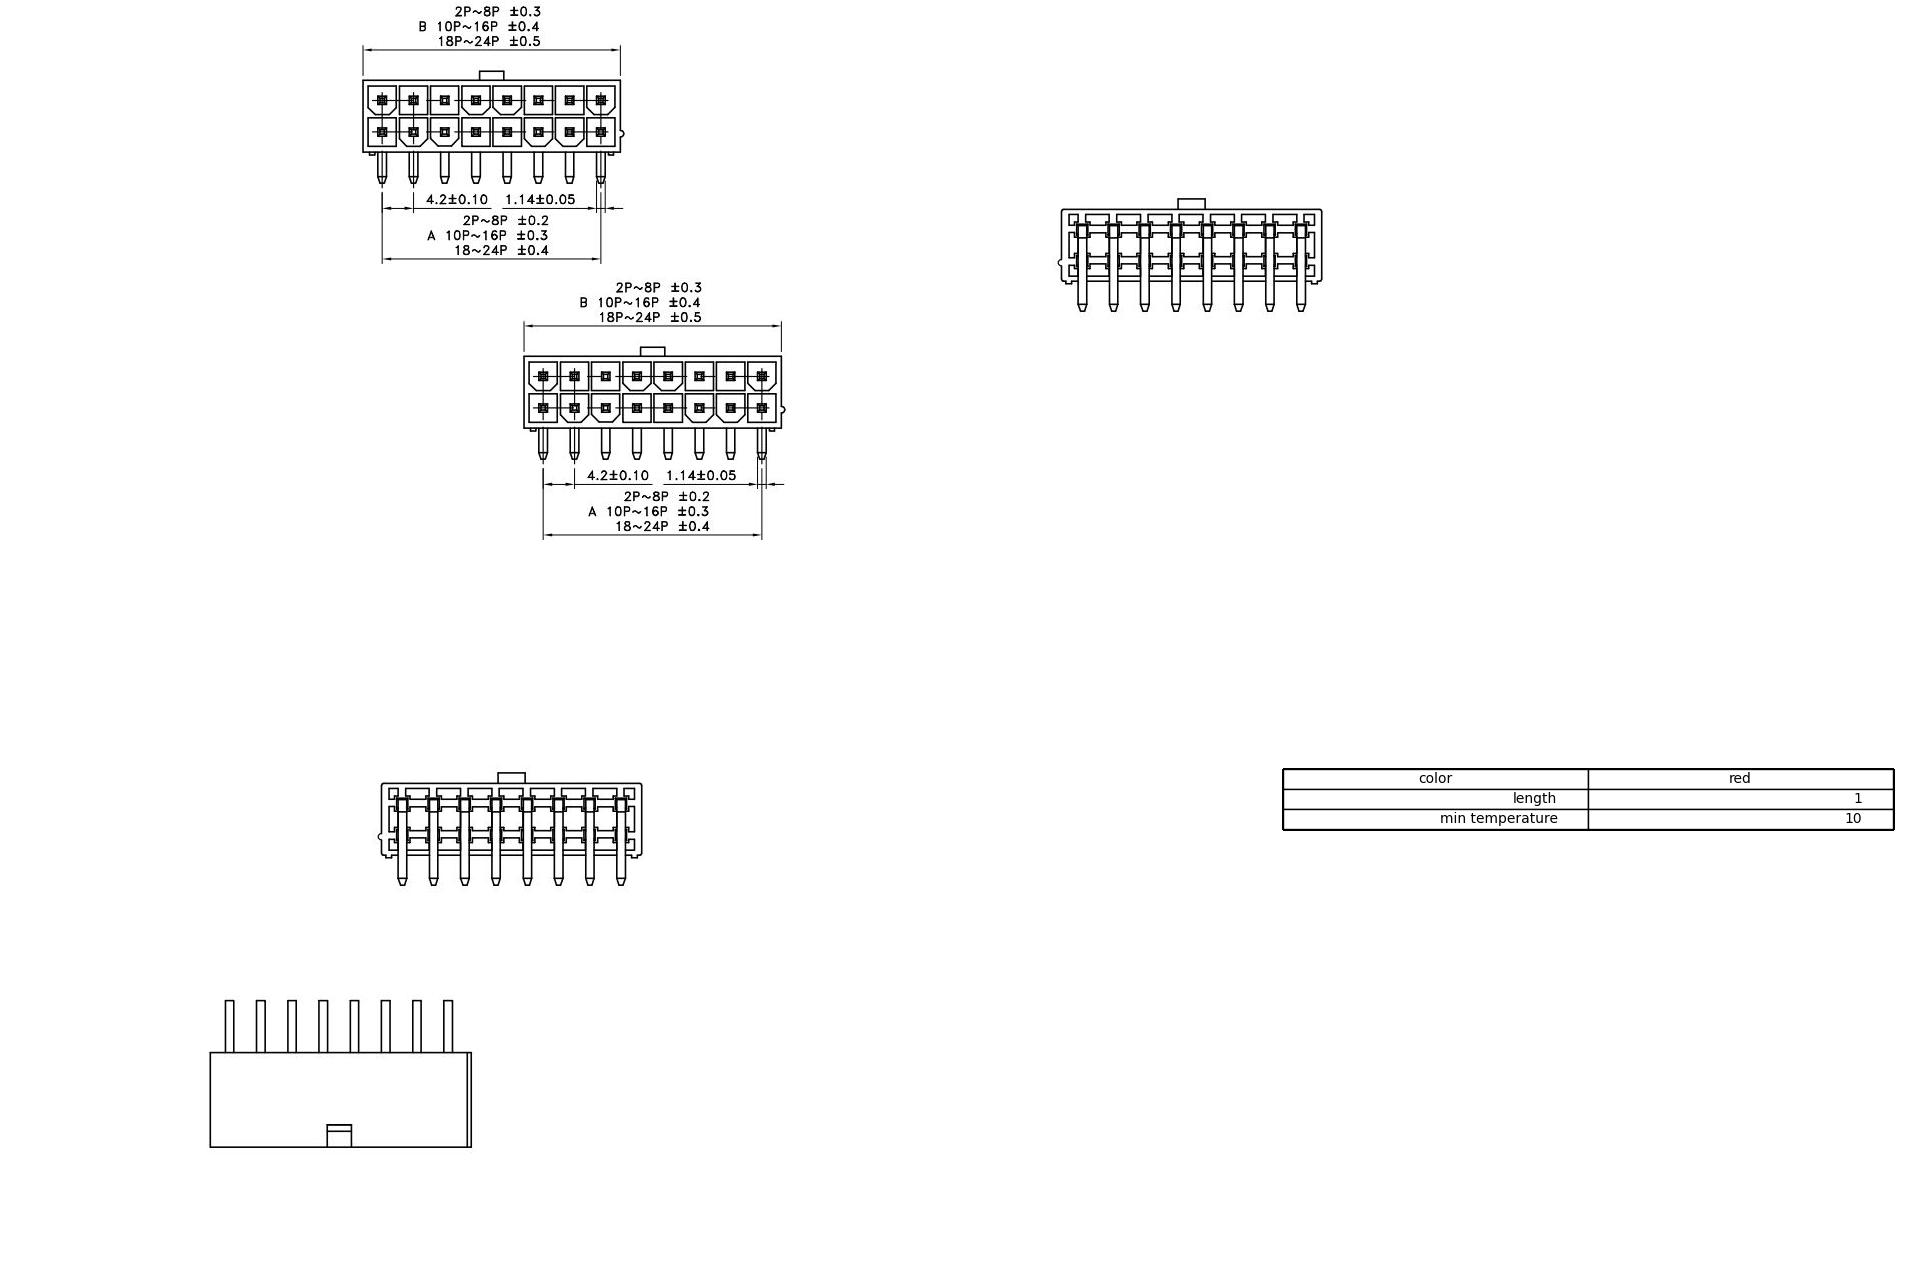 2P~8P ±0.3
B 10P~16P ±0.4
18P~24P ±0.5
4.2±0.10 1.14±0.05
2P~8P ±0.2
A 10P~16P ±0.3
18~24P ±0.4
2P~8P ±0.3
B 10P~16P ±0.4
18P~24P ±0.5
4.2±0.10 1.14±0.05
2P~8P ±0.2
A 10P~16P ±0.3
18~24P ±0.4
color red
length 1
min temperature 10